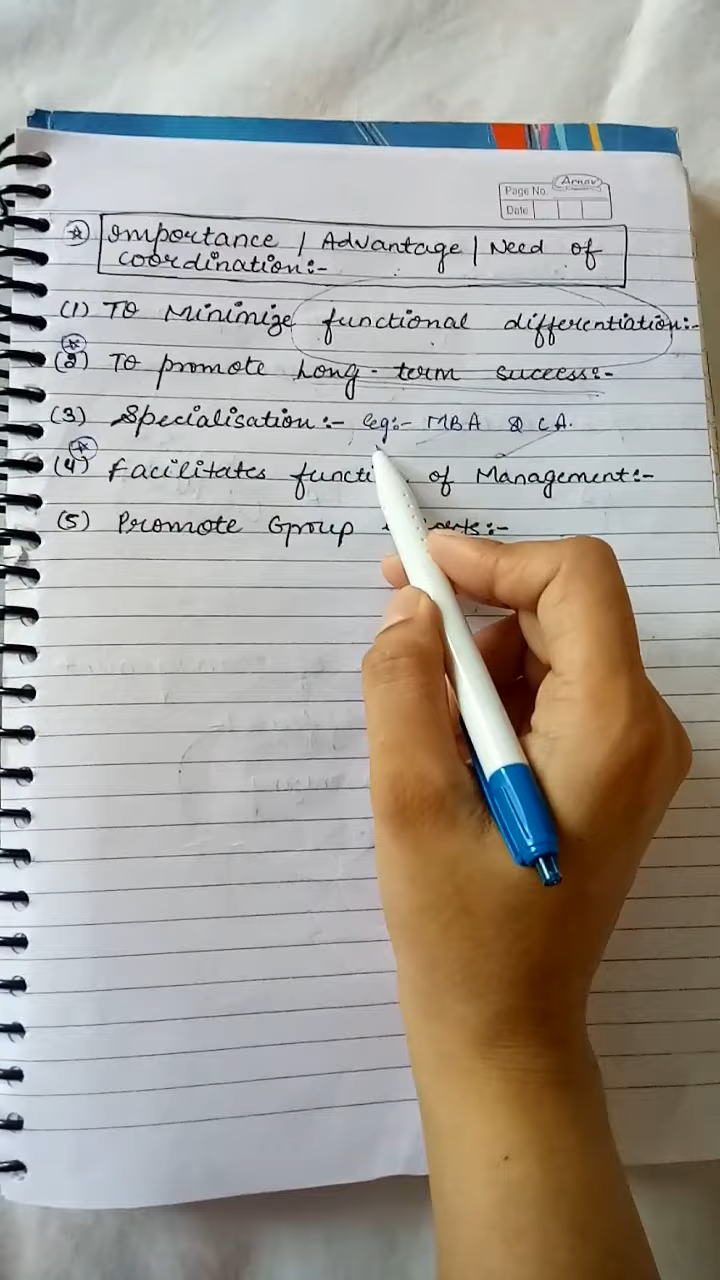 Page No. Arnav
Date
Importance / Advantage / Need of
coordination:-
(1) To Minimize functional differentiation:-
(2) To promote Long-term success:-
(3) Specialisation:- eg:- MBA & CA.
(4) Facilitates of Management:-
(5) Promote Group